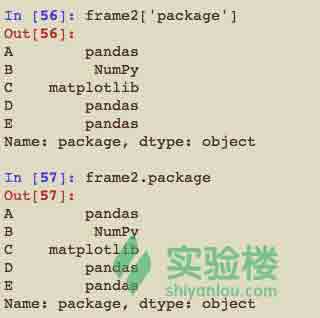 In [56]: frame2['package']
Out[56]:
A        pandas
B         NumPy
C    matplotlib
D        pandas
E        pandas
Name: package, dtype: object
In [57]: frame2.package
Out[57]:
A        pandas
B         NumPy
C    matplotlib
D        pandas
E        pandas
Name: package, dtype: object
实验楼
shiyanlou.com